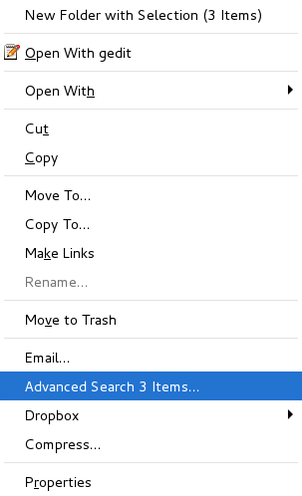 New Folder with Selection (3 Items)
Open With gedit
Open With
Cut
Copy
Move To...
Copy To...
Make Links
Rename...
Move to Trash
Email...
Advanced Search 3 Items...
Dropbox
Compress...
Properties